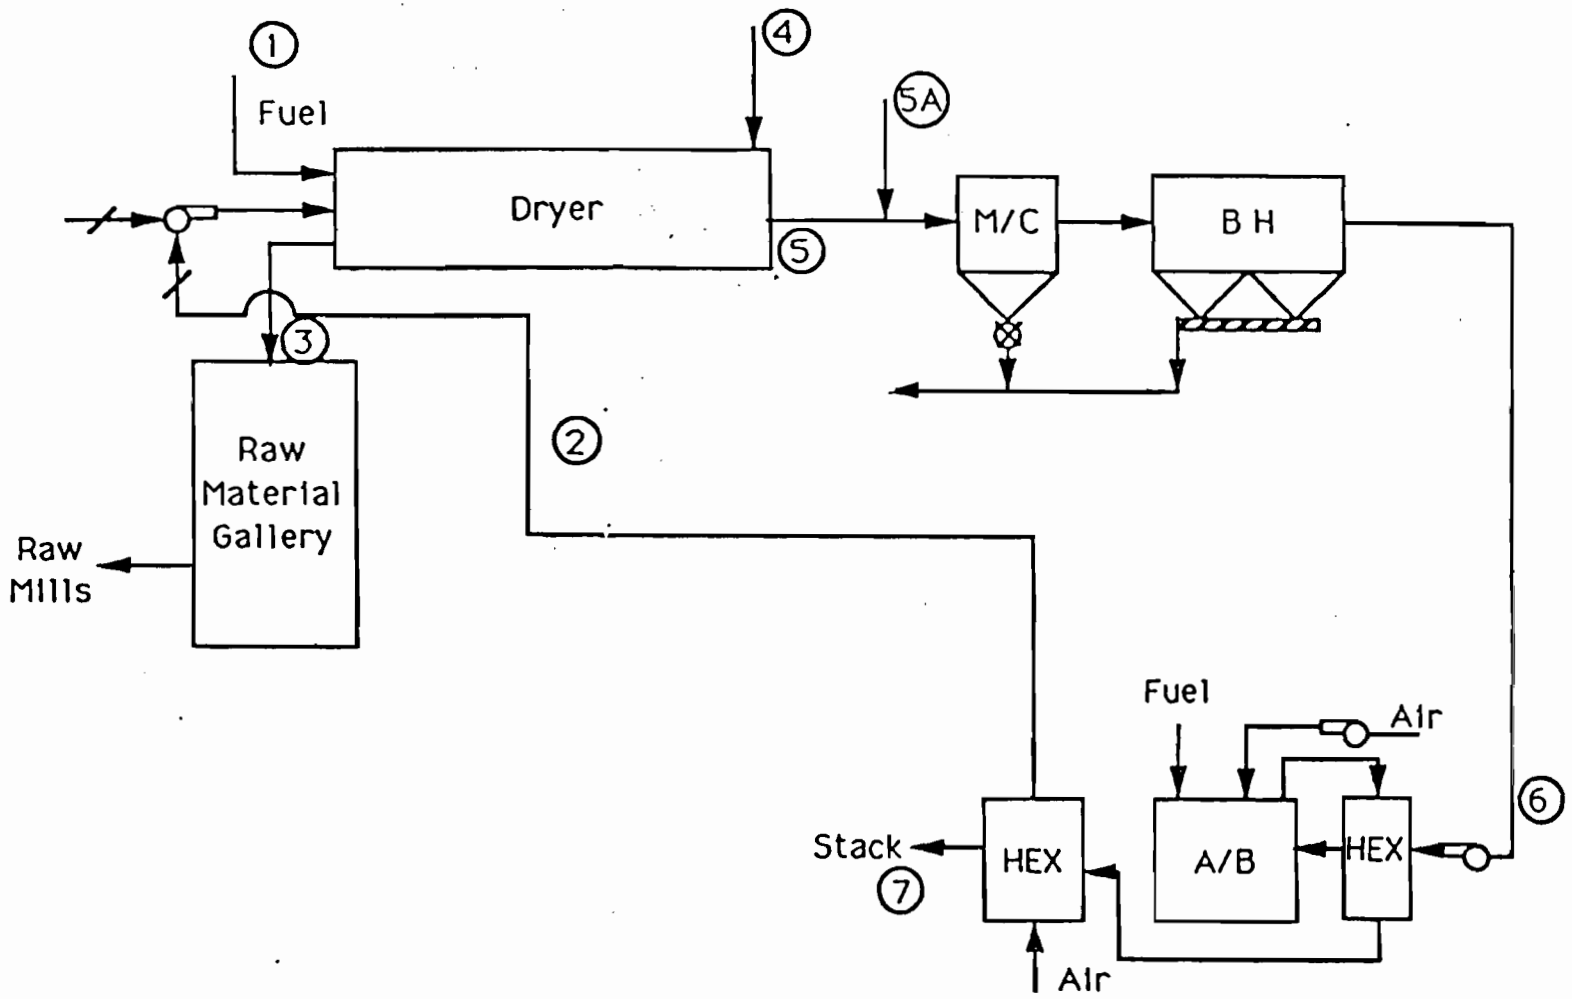 1
4
Fuel
5A
Dryer
M/C
BH
5
3
2
Raw
Material
Gallery
Raw
Mills
Fuel
Air
6
Stack
HEX
A/B
HEX
7
Air